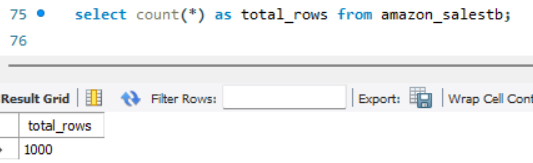 75 select count(*) as total_rows from amazon_salestb;
76
Result Grid Filter Rows: Export: Wrap Cell Cont
total_rows
1000